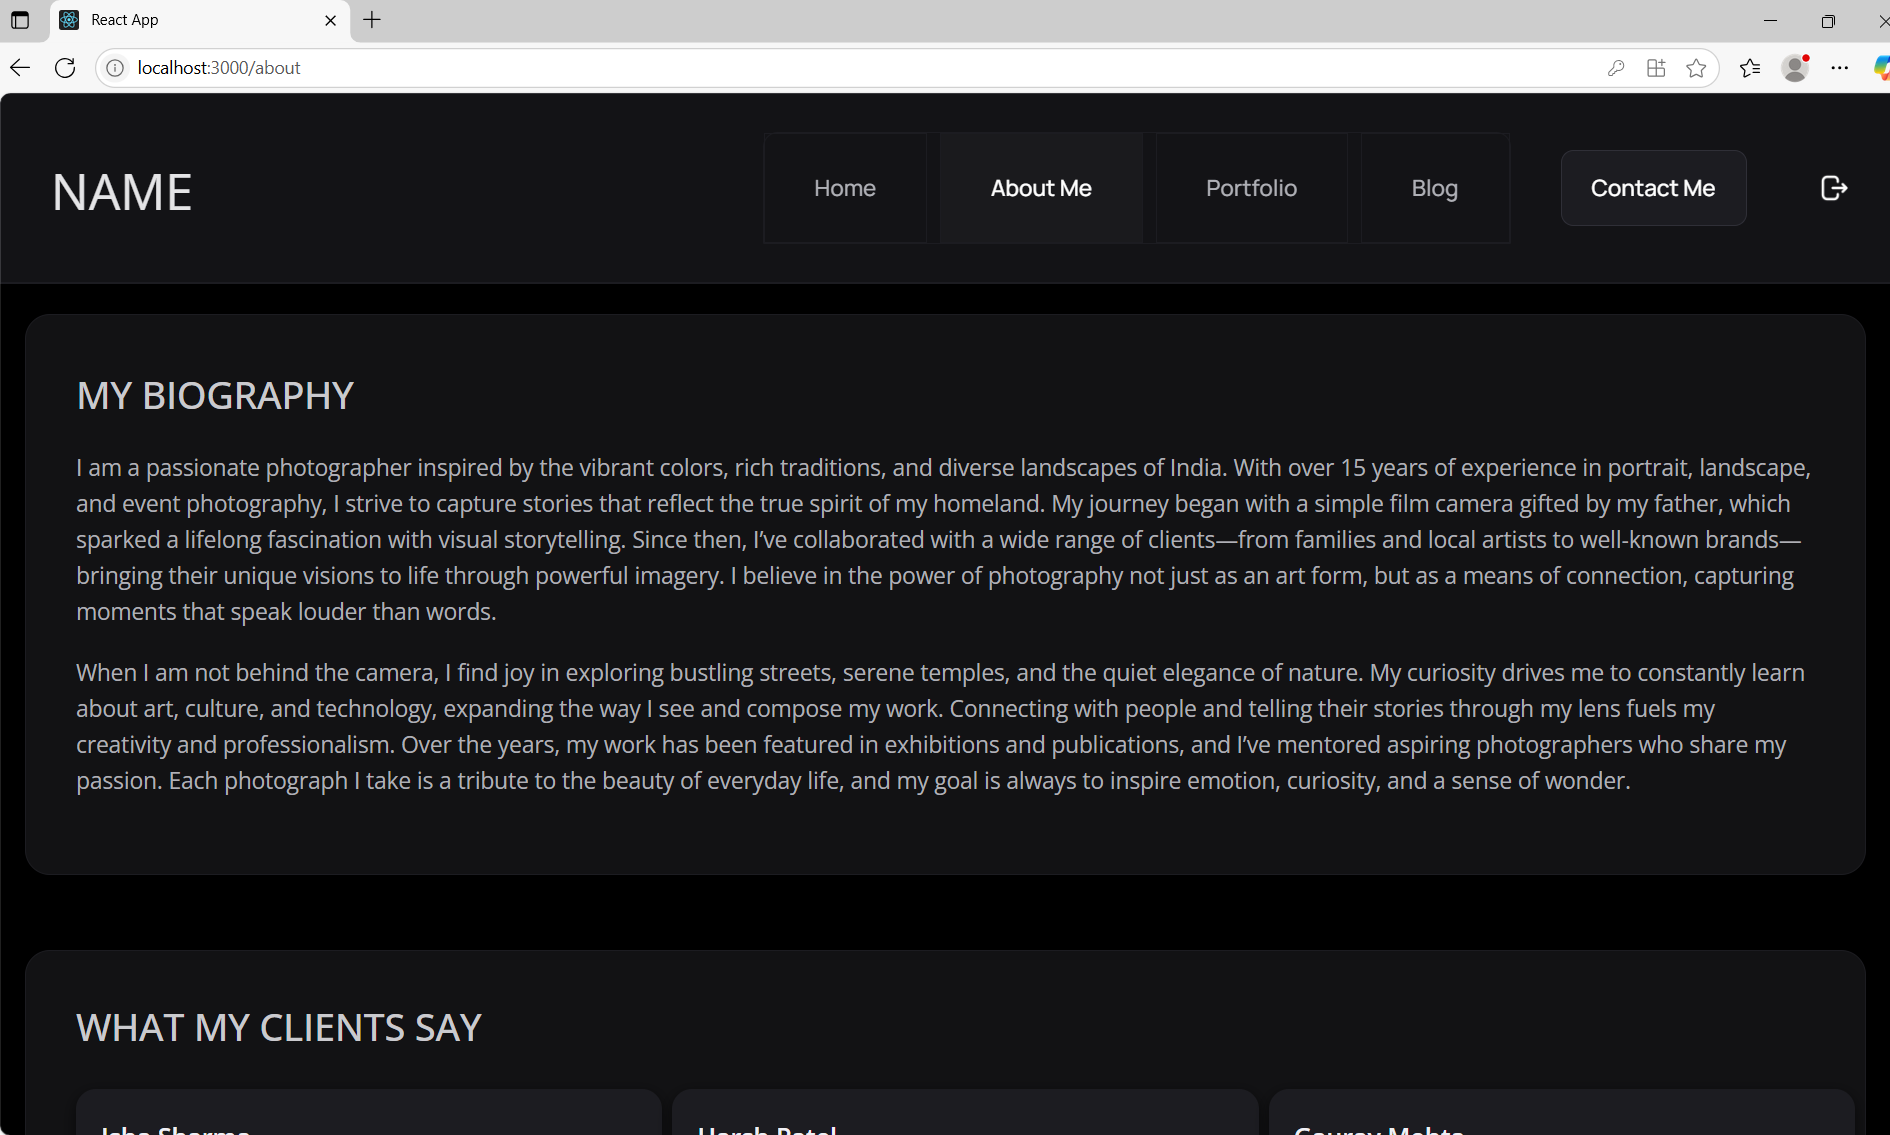 React App
localhost:3000/about
NAME
Home
About Me
Portfolio
Blog
Contact Me
MY BIOGRAPHY
I am a passionate photographer inspired by the vibrant colors, rich traditions, and diverse landscapes of India. With over 15 years of experience in portrait, landscape,
and event photography, I strive to capture stories that reflect the true spirit of my homeland. My journey began with a simple film camera gifted by my father, which
sparked a lifelong fascination with visual storytelling. Since then, I’ve collaborated with a wide range of clients—from families and local artists to well-known brands—
bringing their unique visions to life through powerful imagery. I believe in the power of photography not just as an art form, but as a means of connection, capturing
moments that speak louder than words.
When I am not behind the camera, I find joy in exploring bustling streets, serene temples, and the quiet elegance of nature. My curiosity drives me to constantly learn
about art, culture, and technology, expanding the way I see and compose my work. Connecting with people and telling their stories through my lens fuels my
creativity and professionalism. Over the years, my work has been featured in exhibitions and publications, and I’ve mentored aspiring photographers who share my
passion. Each photograph I take is a tribute to the beauty of everyday life, and my goal is always to inspire emotion, curiosity, and a sense of wonder.
WHAT MY CLIENTS SAY
Harsh Patel
Gaurav Mehta